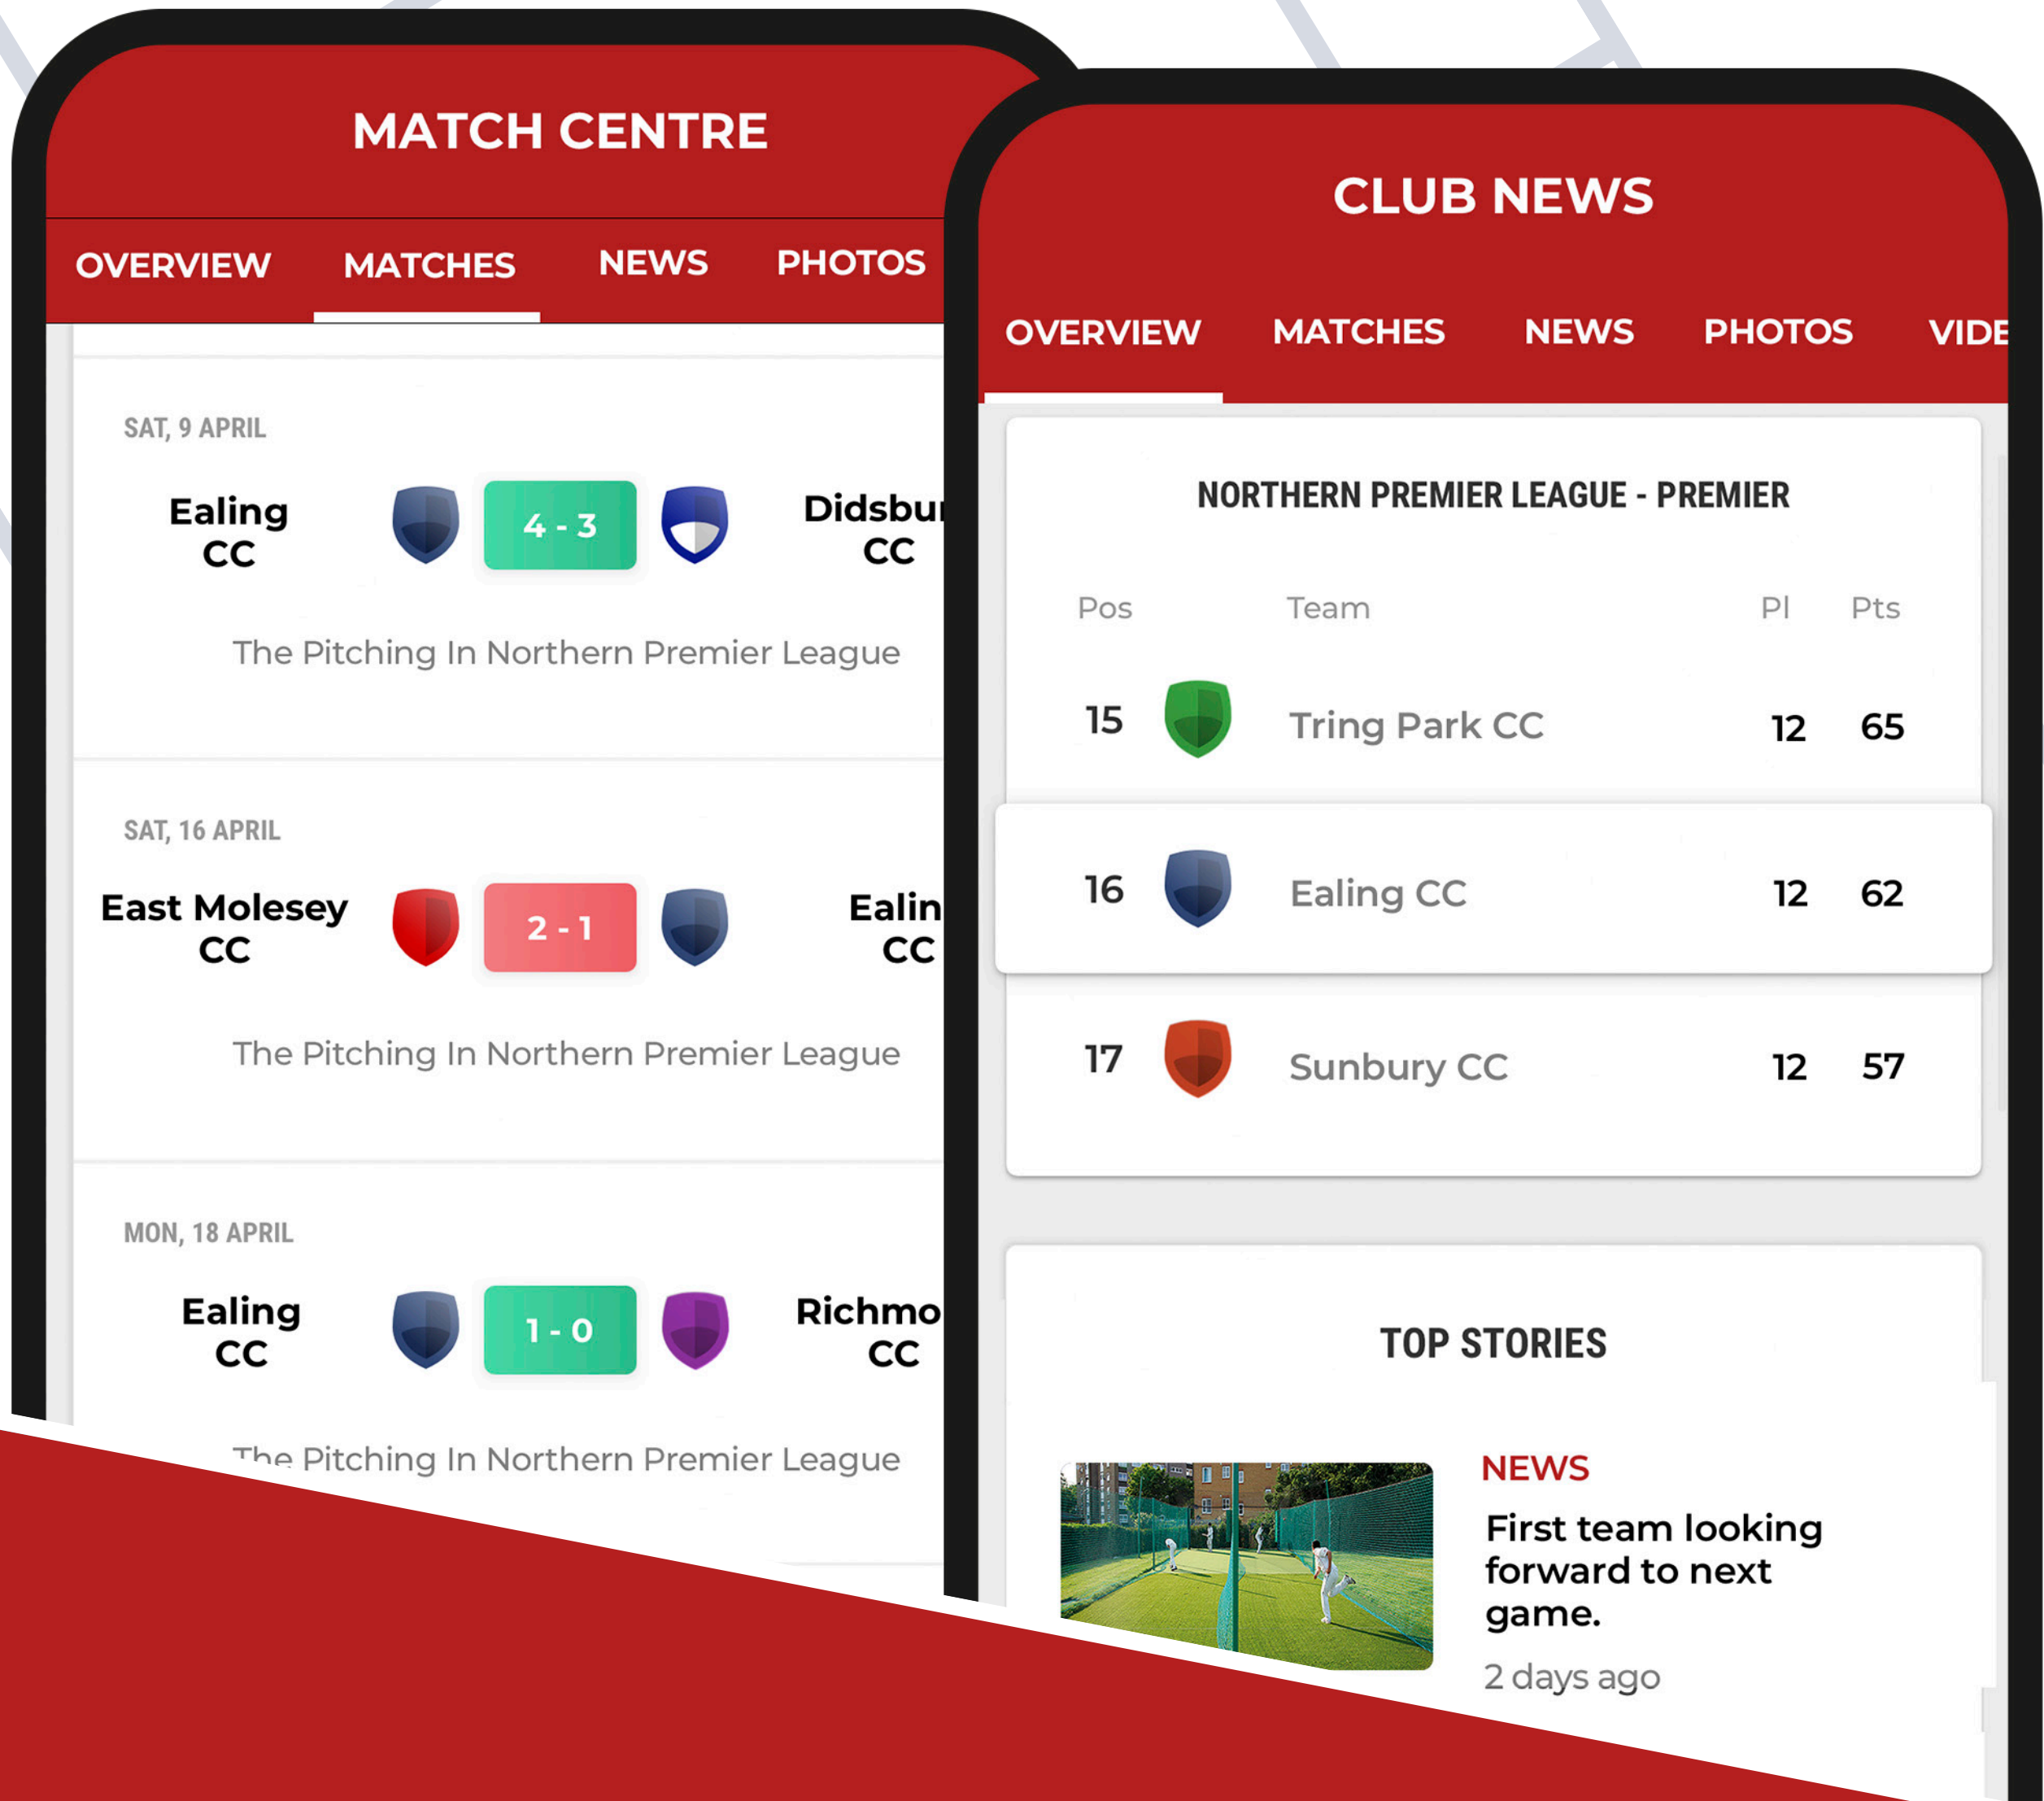 MATCH CENTRE
OVERVIEW MATCHES NEWS PHOTOS
SAT, 9 APRIL
Ealing CC 4 - 3 Didsbu CC
The Pitching In Northern Premier League
SAT, 16 APRIL
East Molesey CC 2 - 1 Ealin CC
The Pitching In Northern Premier League
MON, 18 APRIL
Ealing CC 1 - 0 Richmo CC
The Pitching In Northern Premier League
CLUB NEWS
OVERVIEW MATCHES NEWS PHOTOS VIDE
NORTHERN PREMIER LEAGUE - PREMIER
Pos Team Pl Pts
15 Tring Park CC 12 65
16 Ealing CC 12 62
17 Sunbury CC 12 57
TOP STORIES
NEWS
First team looking
forward to next
game.
2 days ago